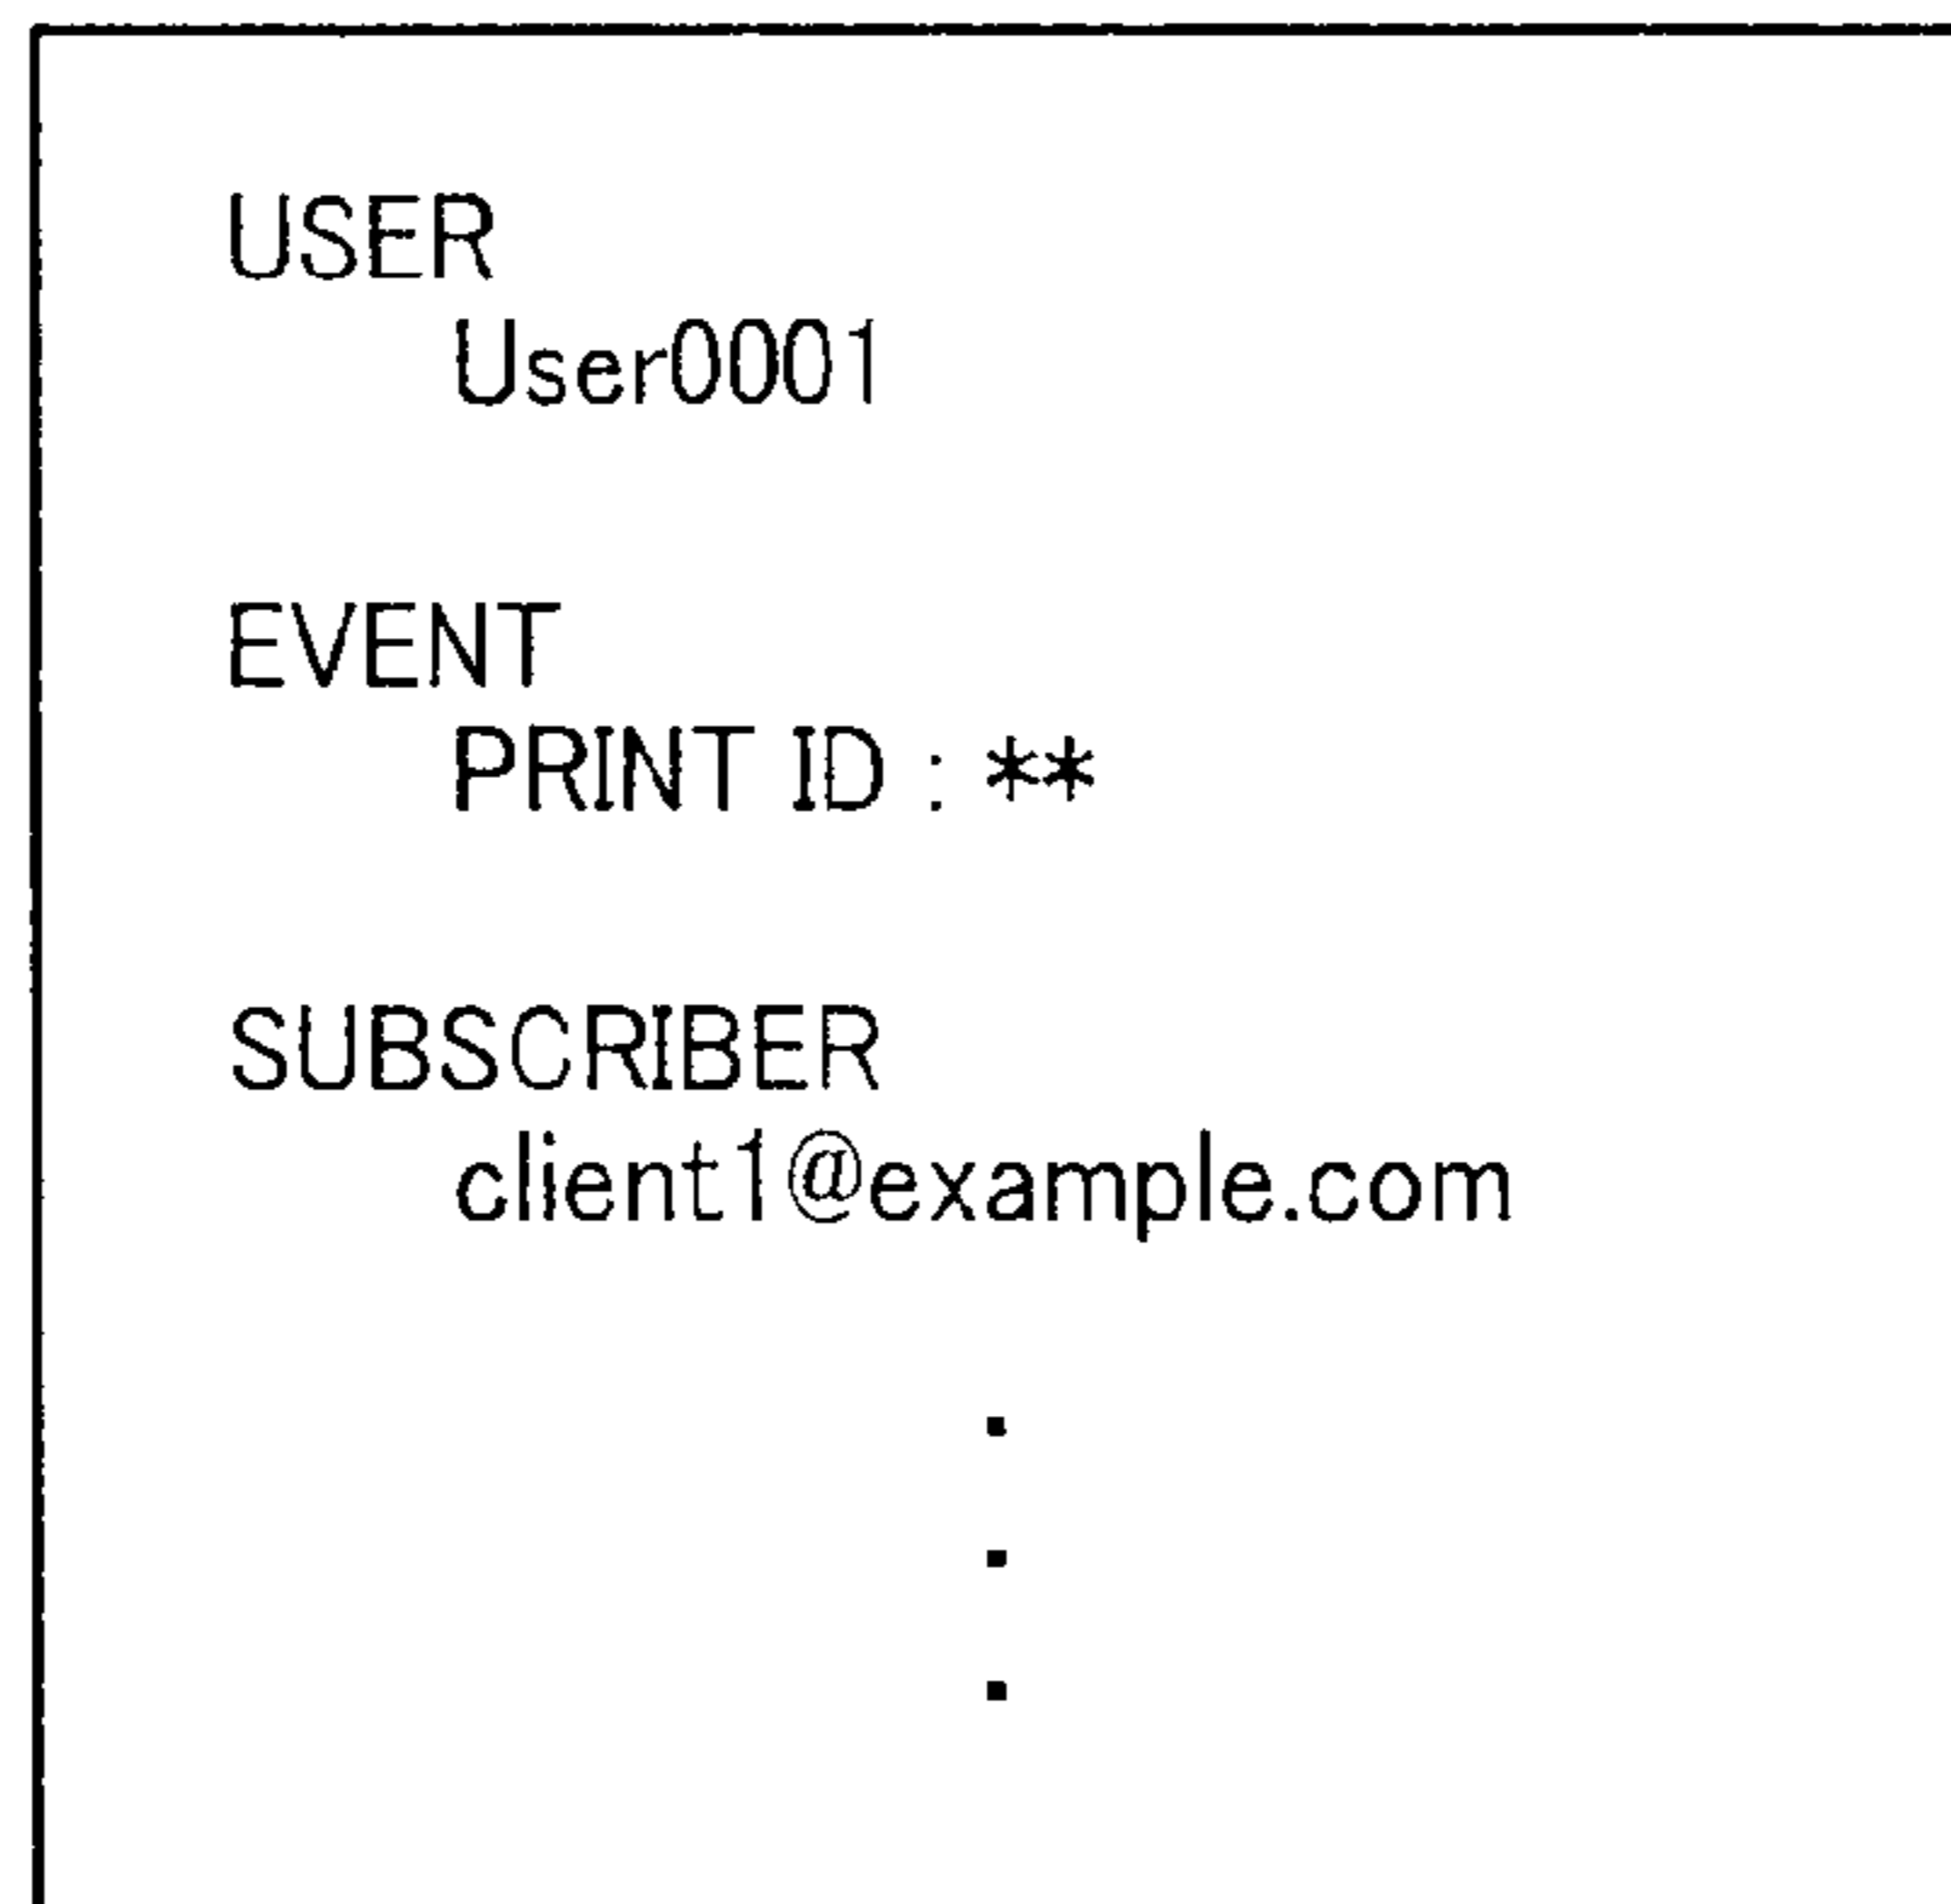 USER
User0001
EVENT
PRINT ID : **
SUBSCRIBER
client1@example.com
.
.
.